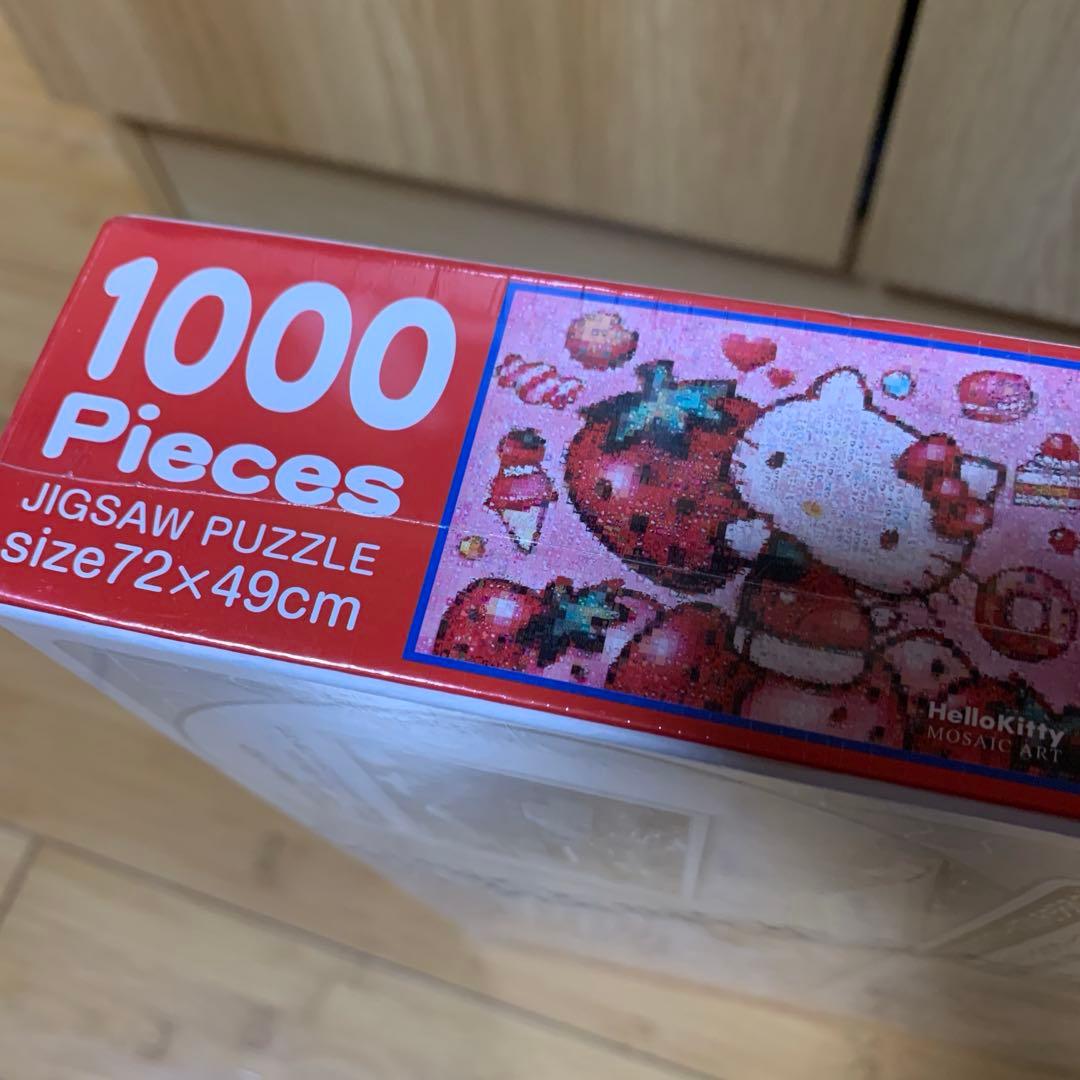 1000
Pieces
JIGSAW PUZZLE
size72×49cm
HelloKitty
MOSAIC ART